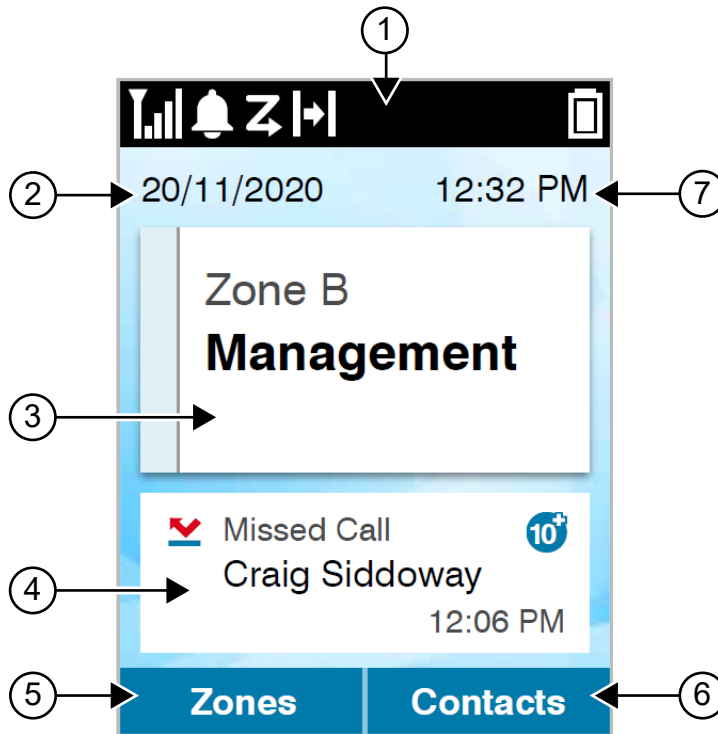 1
2
20/11/2020
12:32 PM
7
Zone B
Management
3
Missed Call
10+
Craig Siddoway
4
12:06 PM
5
Zones
Contacts
6